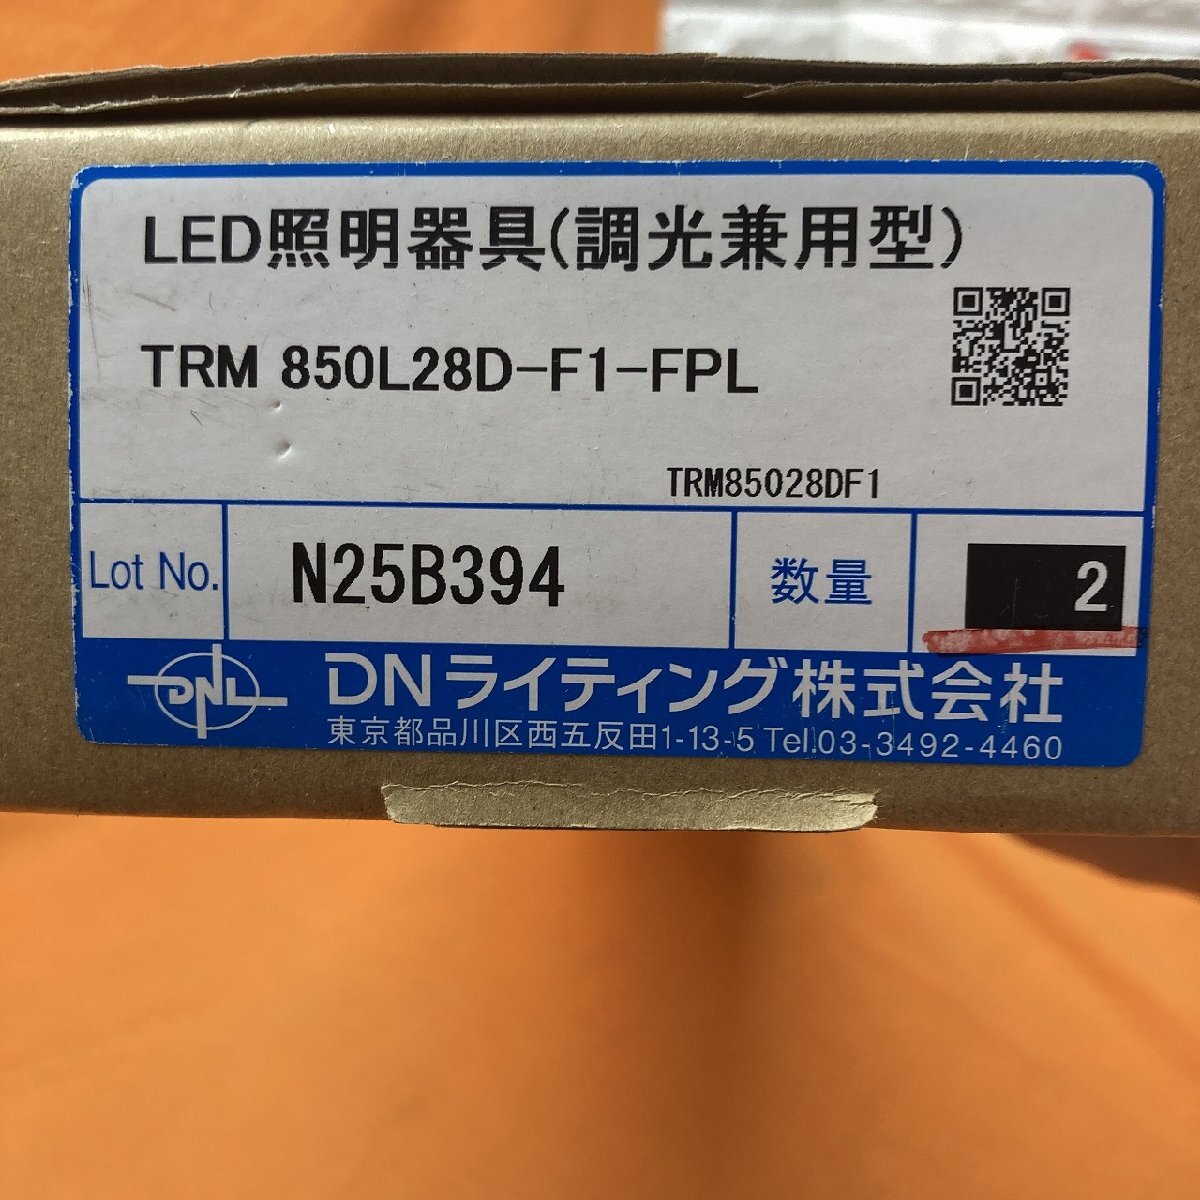 LED照明器具(調光兼用型)
TRM 850L28D-F1-FPL
TRM85028DF1
Lot No. N25B394 数量 2
DNL DNライティング株式会社
東京都品川区西五反田1-13-5 Tel.03-3492-4460